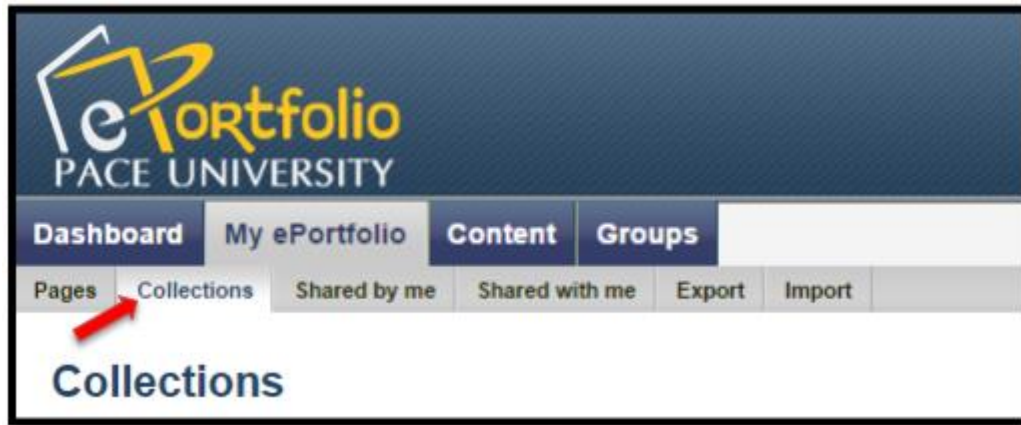 ePortfolio
PACE UNIVERSITY
Dashboard My ePortfolio Content Groups
Pages Collections Shared by me Shared with me Export Import
Collections